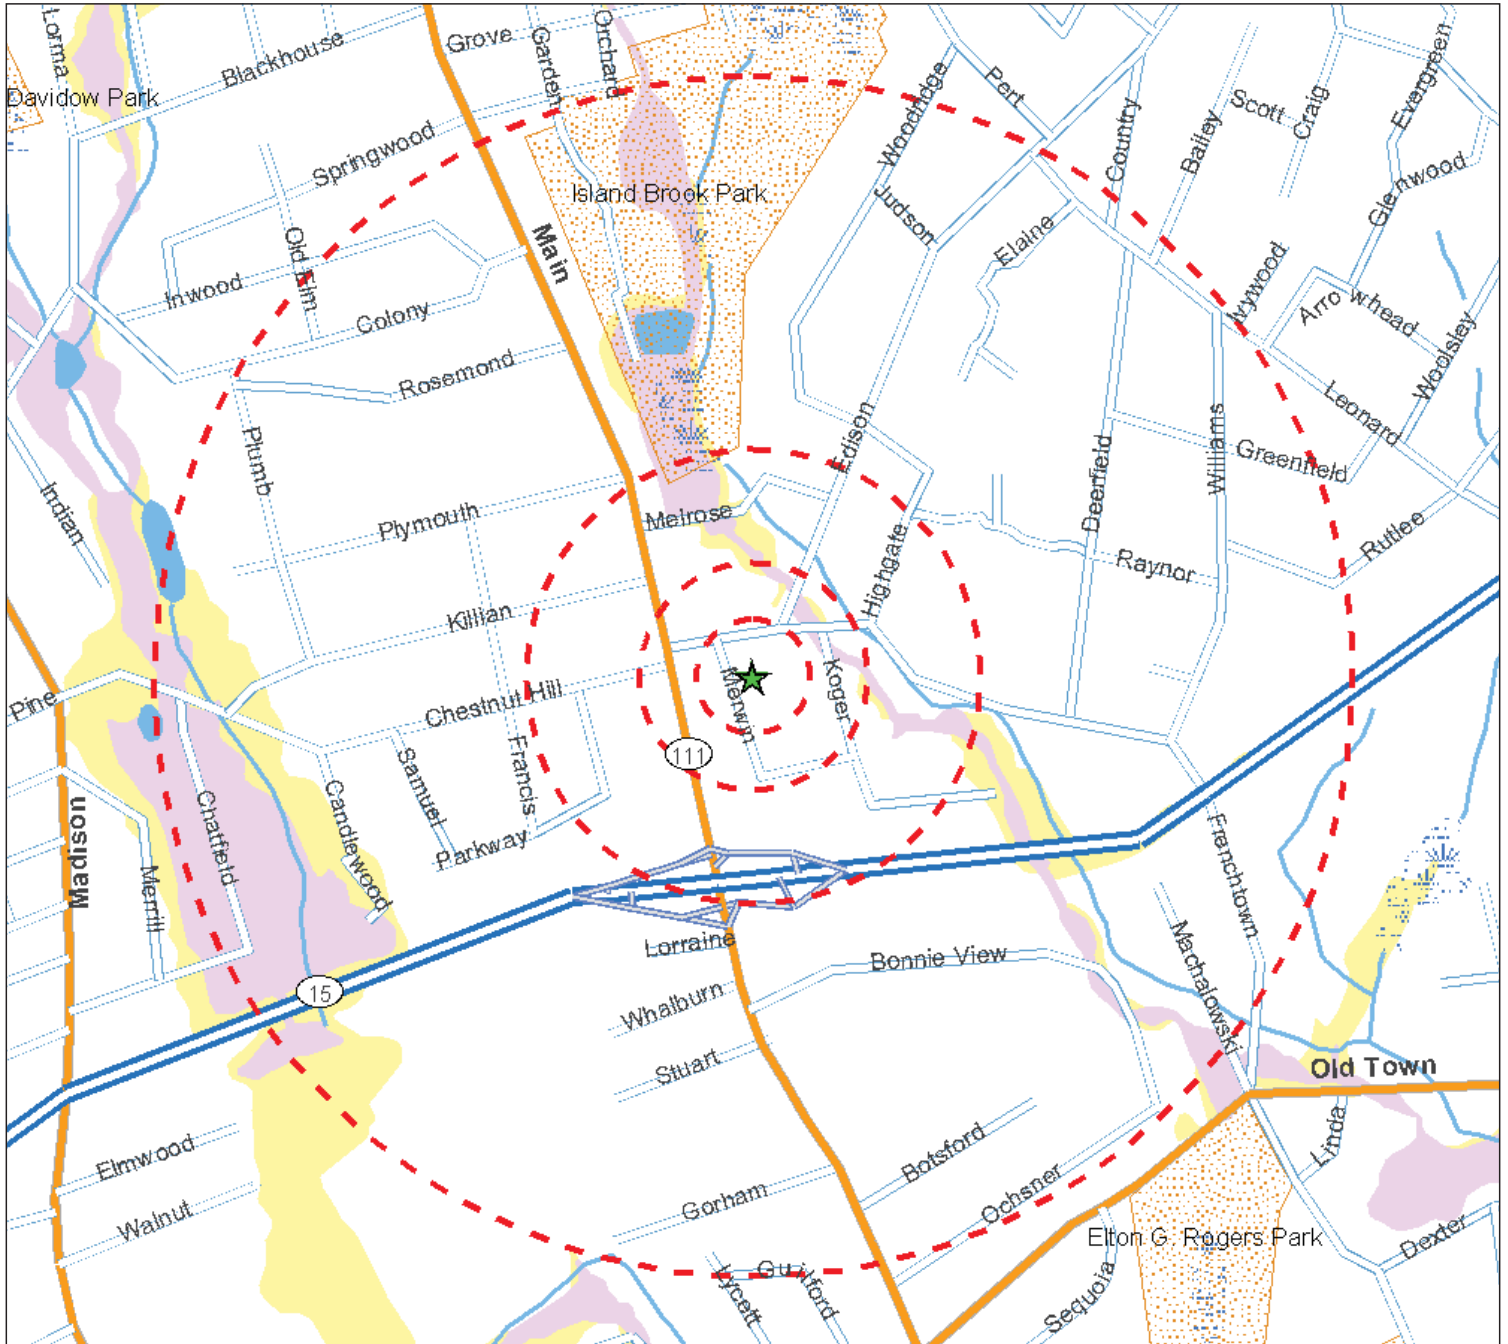 Lorma
Blackhouse
Grove
Garden
Orchard
Pert
Woodridge
Country
Bailey
Scott
Craig
Evergreen
Davidow Park
Springwood
Island Brook Park
Judson
Elaine
Glenwood
Old Elm
Main
Inwood
Colony
Ivywood
Arrowhead
Woolsley
Rosemond
Leonard
Plumb
Edison
Williams
Greenfield
Deerfield
Indian
Plymouth
Melrose
Highgate
Raynor
Rutlee
Killian
Pine
Chestnut Hill
Merwin
Koger
111
Francis
Samuel
Candlewood
Chatfield
Madison
Merrill
Parkway
Frenchtown
Lorraine
Bonnie View
Machalowski
15
Whalburn
Stuart
Old Town
Elmwood
Botsford
Linda
Walnut
Gorham
Ochsner
Elton G. Rogers Park
Dexter
Lycett
Guilford
Sequoia